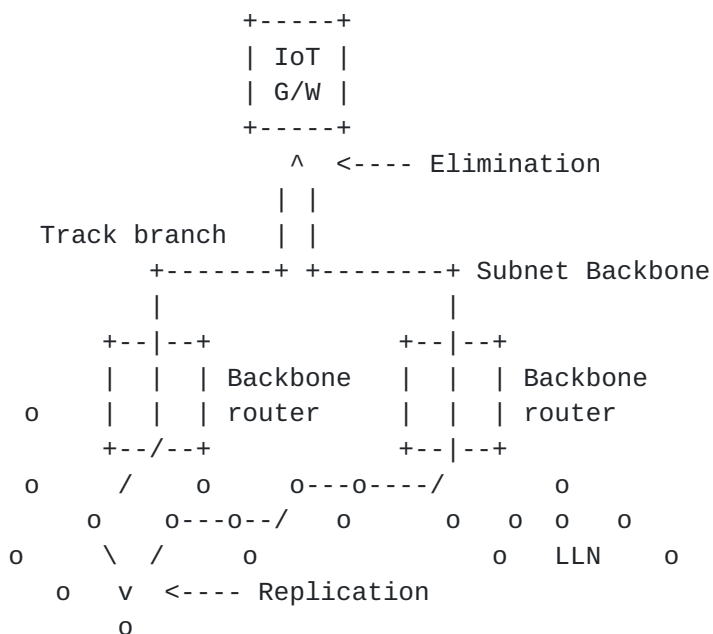 +-----+
| IoT |
| G/W |
+-----+
^ <---- Elimination
| |
Track branch | |
+-------+ +--------+ Subnet Backbone
| |
+--|--+ +--|--+
| | | Backbone | | | Backbone
o | | | router | | | router
+--/--+ +--|--+
o / o o---o----/ o
o o---o--/ o o o o o
o \ / o o LLN o
o v <---- Replication
o